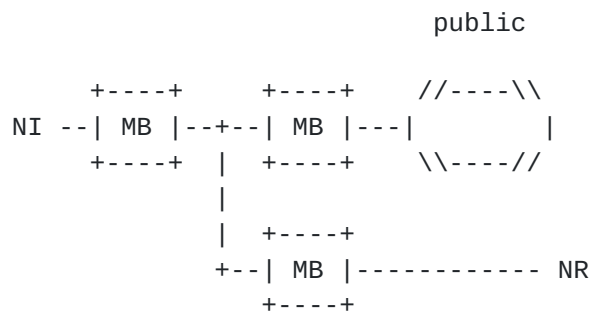 public
+----+ +----+ //----\\
NI --| MB |--+--| MB |---| |
+----+ | +----+ \\----//
|
| +----+
+--| MB |------------ NR
+----+